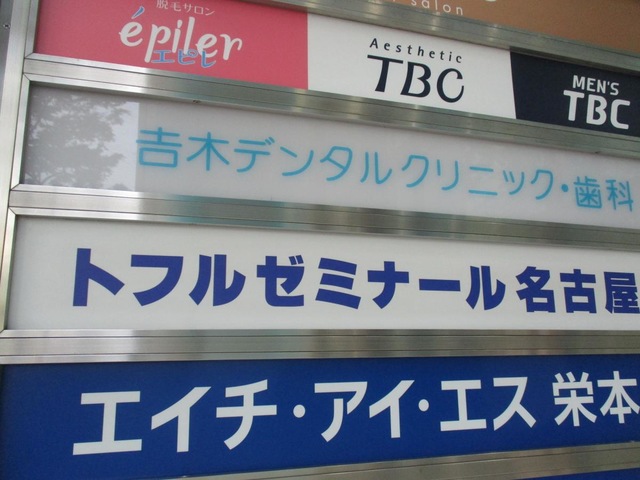 salon
脱毛サロン
épiler
エピレ
Aesthetic
TBC
MEN'S
TBC
𠮷木デンタルクリニック・歯科
トフルゼミナール名古屋
エイチ・アイ・エス 栄本